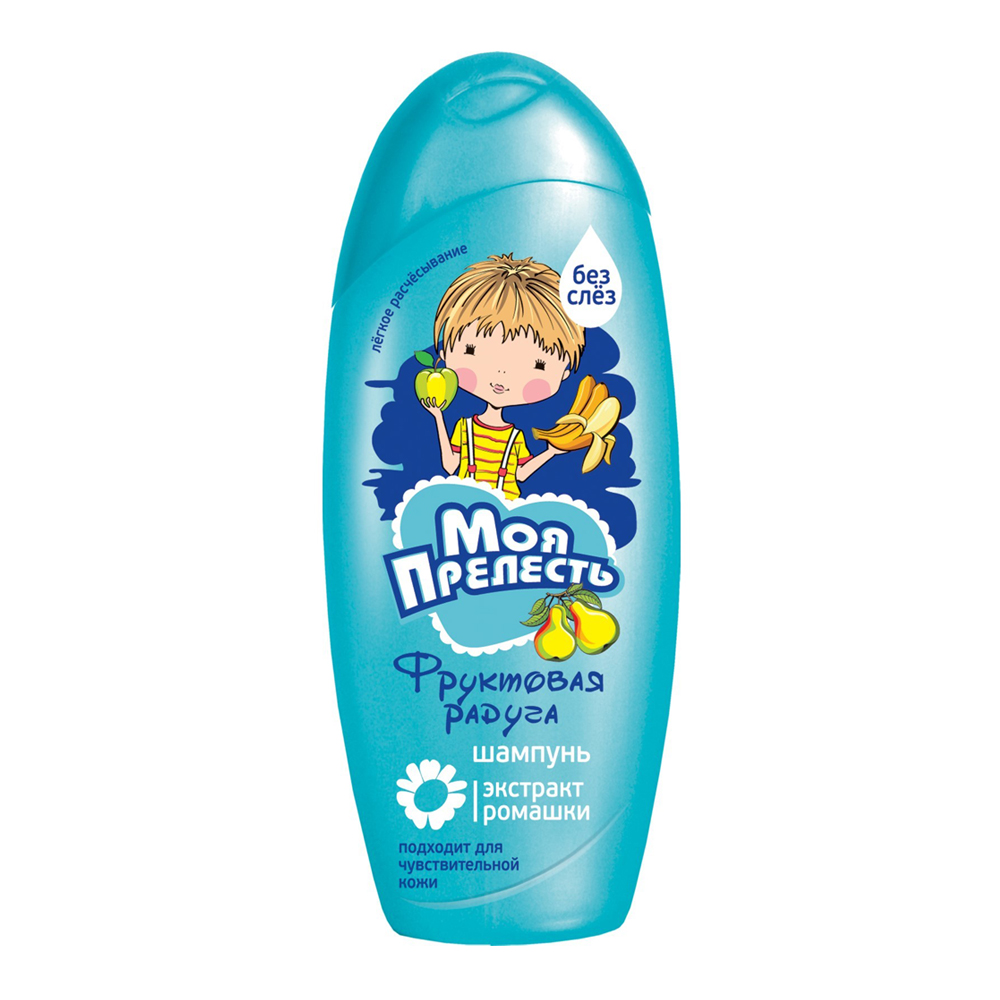 лёгкое расчёсывание
без
слёз
Моя
Прелесть
Фруктовая
радуга
шампунь
экстракт
ромашки
подходит для
чувствительной
кожи